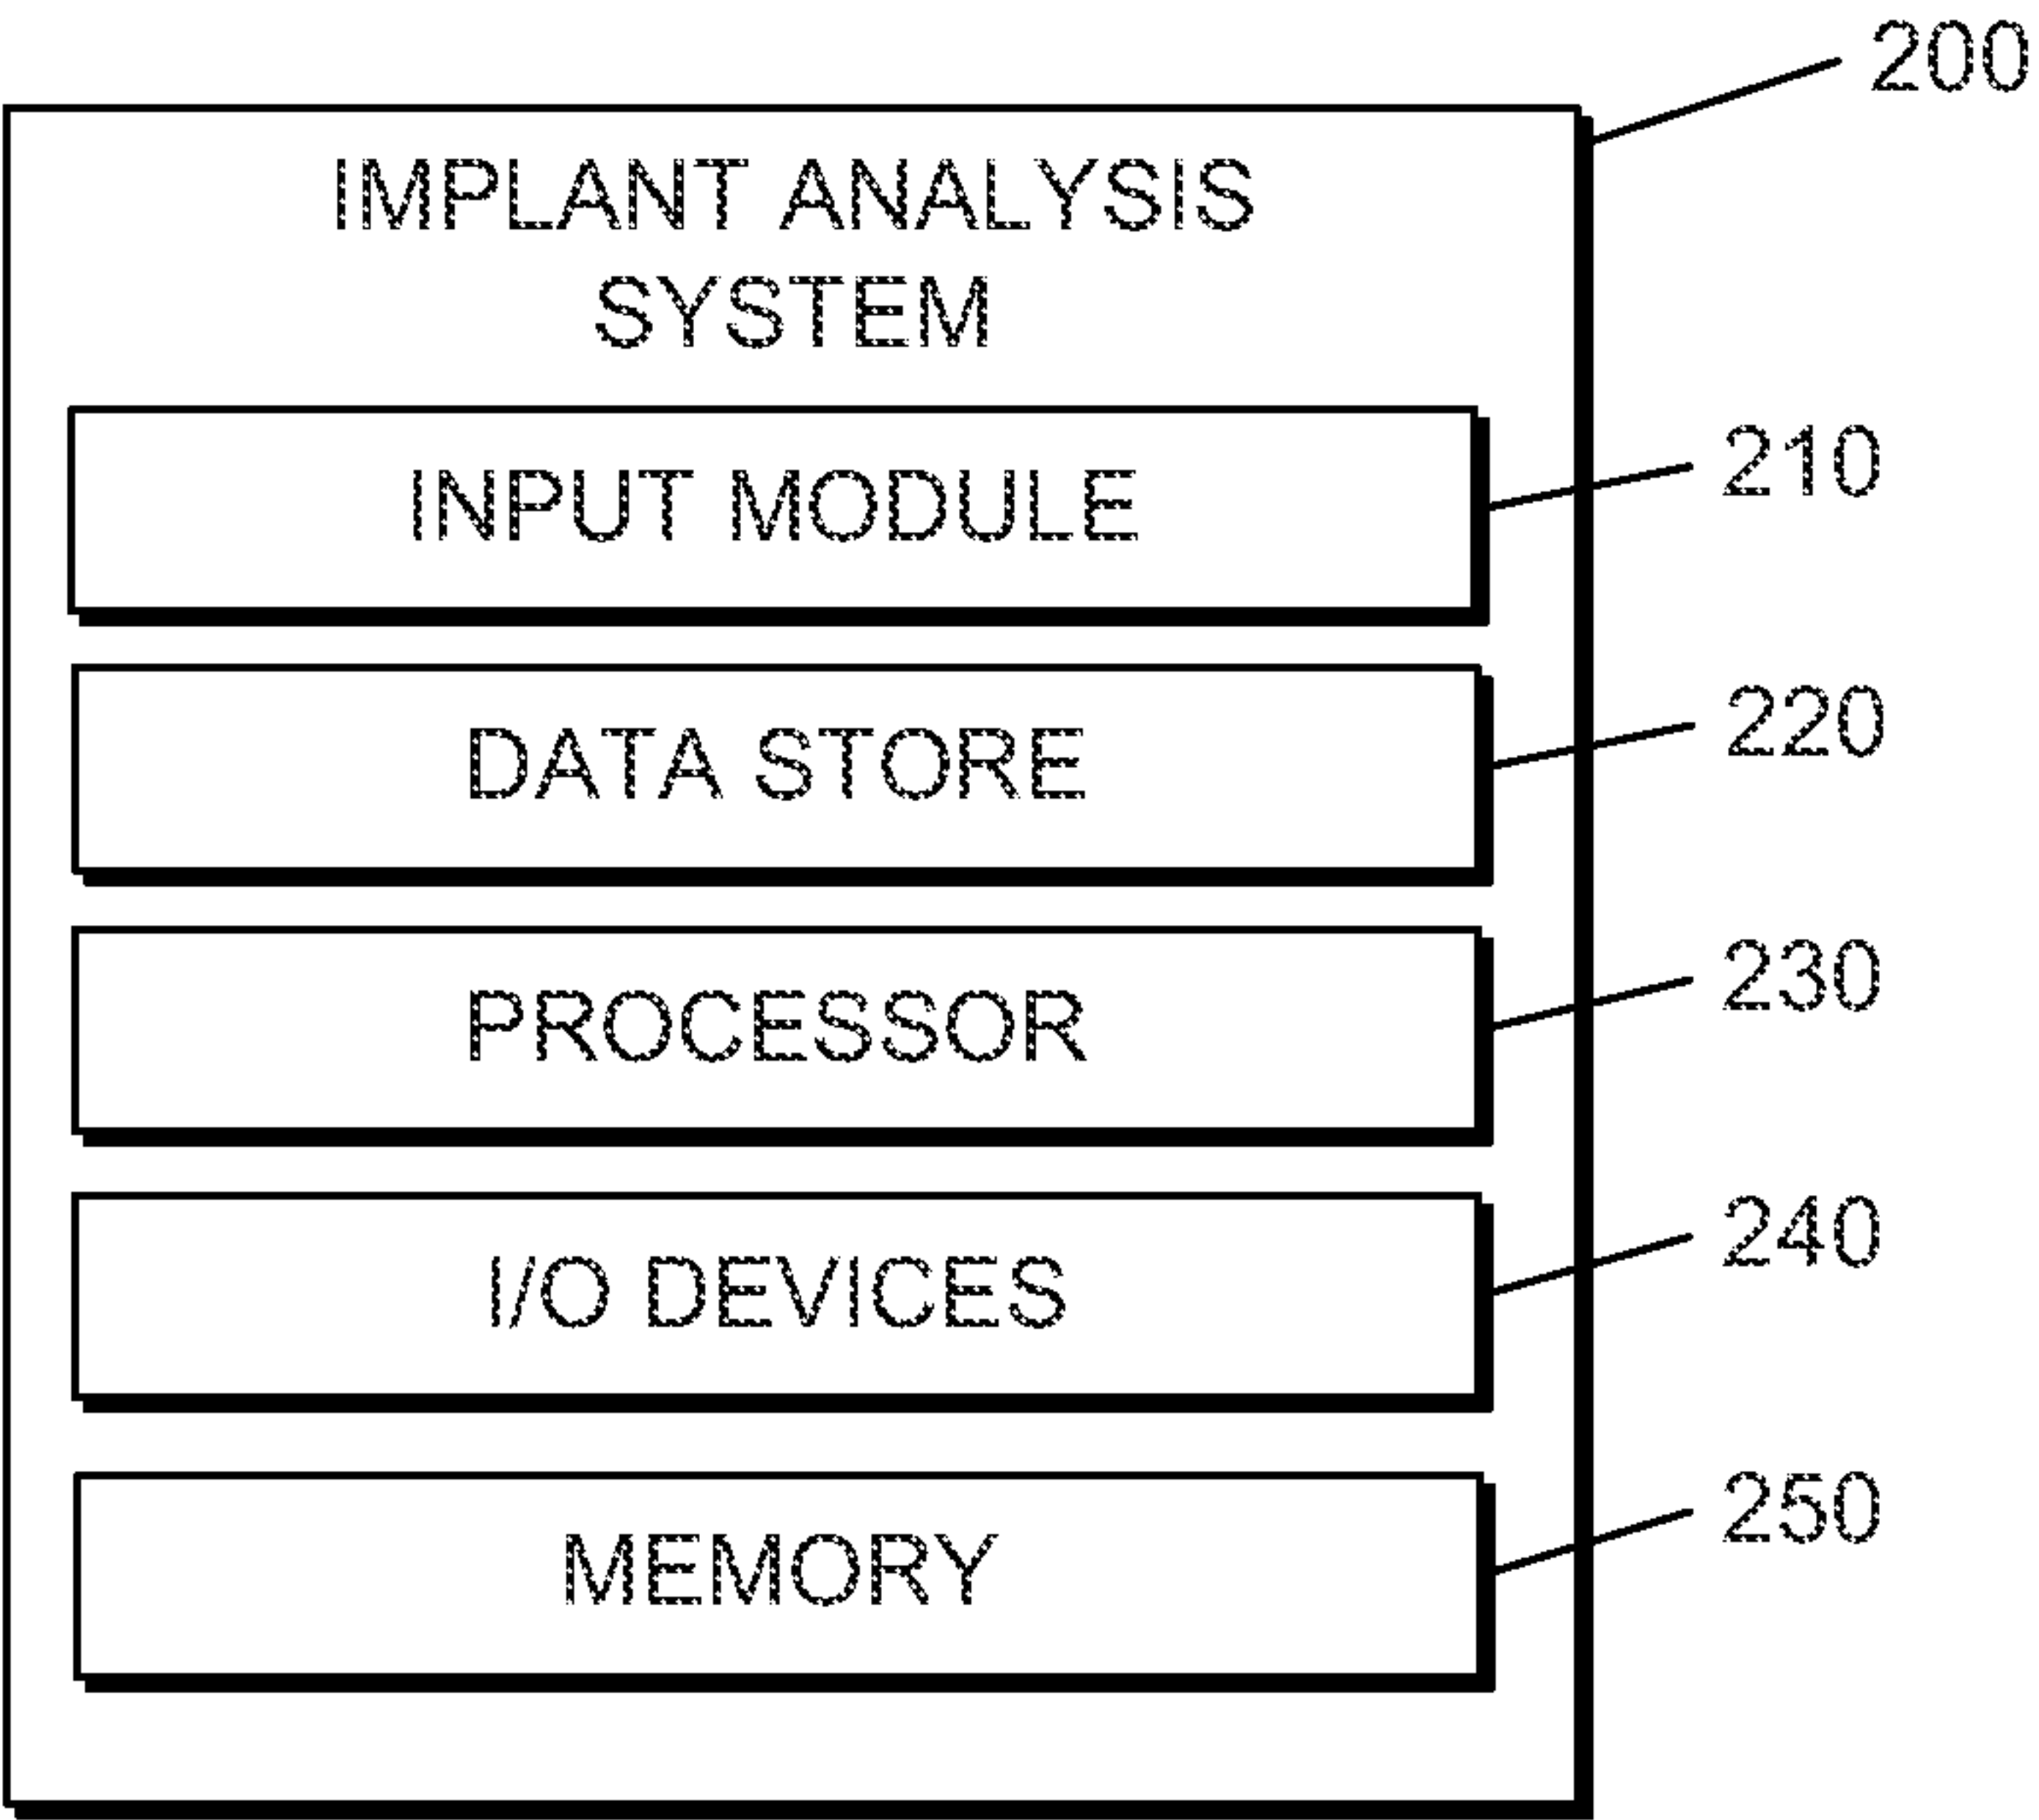 200
IMPLANT ANALYSIS
SYSTEM
INPUT MODULE
210
DATA STORE
220
PROCESSOR
230
I/O DEVICES
240
MEMORY
250